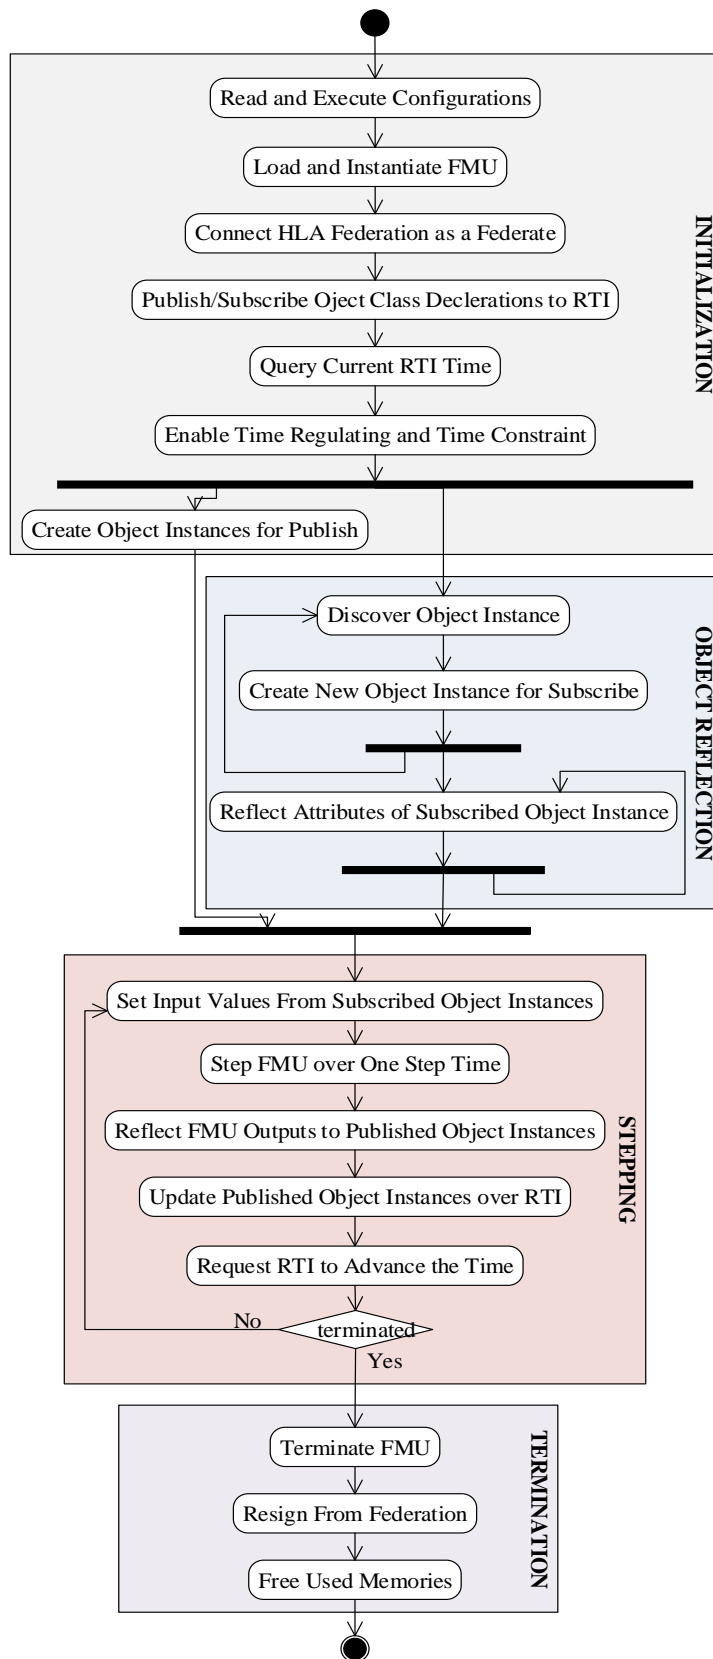 Read and Execute Configurations
Load and Instantiate FMU
Connect HLA Federation as a Federate
Publish/Subscribe Oject Class Declerations to RTI
Query Current RTI Time
Enable Time Regulating and Time Constraint
INITIALIZATION
Create Object Instances for Publish
Discover Object Instance
Create New Object Instance for Subscribe
Reflect Attributes of Subscribed Object Instance
OBJECT REFLECTION
Set Input Values From Subscribed Object Instances
Step FMU over One Step Time
Reflect FMU Outputs to Published Object Instances
Update Published Object Instances over RTI
Request RTI to Advance the Time
STEPPING
No
terminated
Yes
Terminate FMU
Resign From Federation
Free Used Memories
TERMINATION